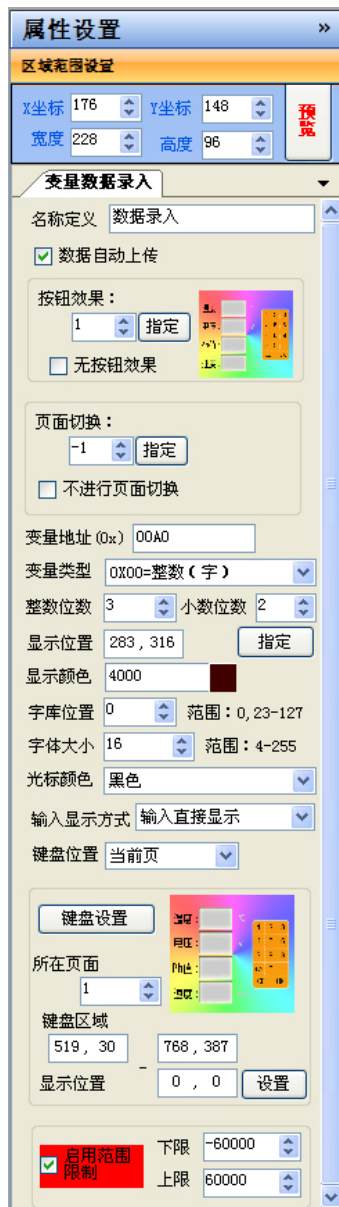 属性设置 »
区域范围设置
X坐标 176 Y坐标 148 预览
宽度 228 高度 96
变量数据录入
名称定义 数据录入
数据自动上传
按钮效果：
1 指定
无按钮效果
页面切换：
-1 指定
不进行页面切换
变量地址(0x) 00A0
变量类型 0X00=整数(字)
整数位数 3 小数位数 2
显示位置 283 , 316 指定
显示颜色 4000
字库位置 0 范围：0,23-127
字体大小 16 范围：4-255
光标颜色 黑色
输入显示方式 输入直接显示
键盘位置 当前页
键盘设置
所在页面
1
键盘区域
519 , 30 - 768 , 387
显示位置 0 , 0 设置
启用范围限制 下限 -60000
上限 60000